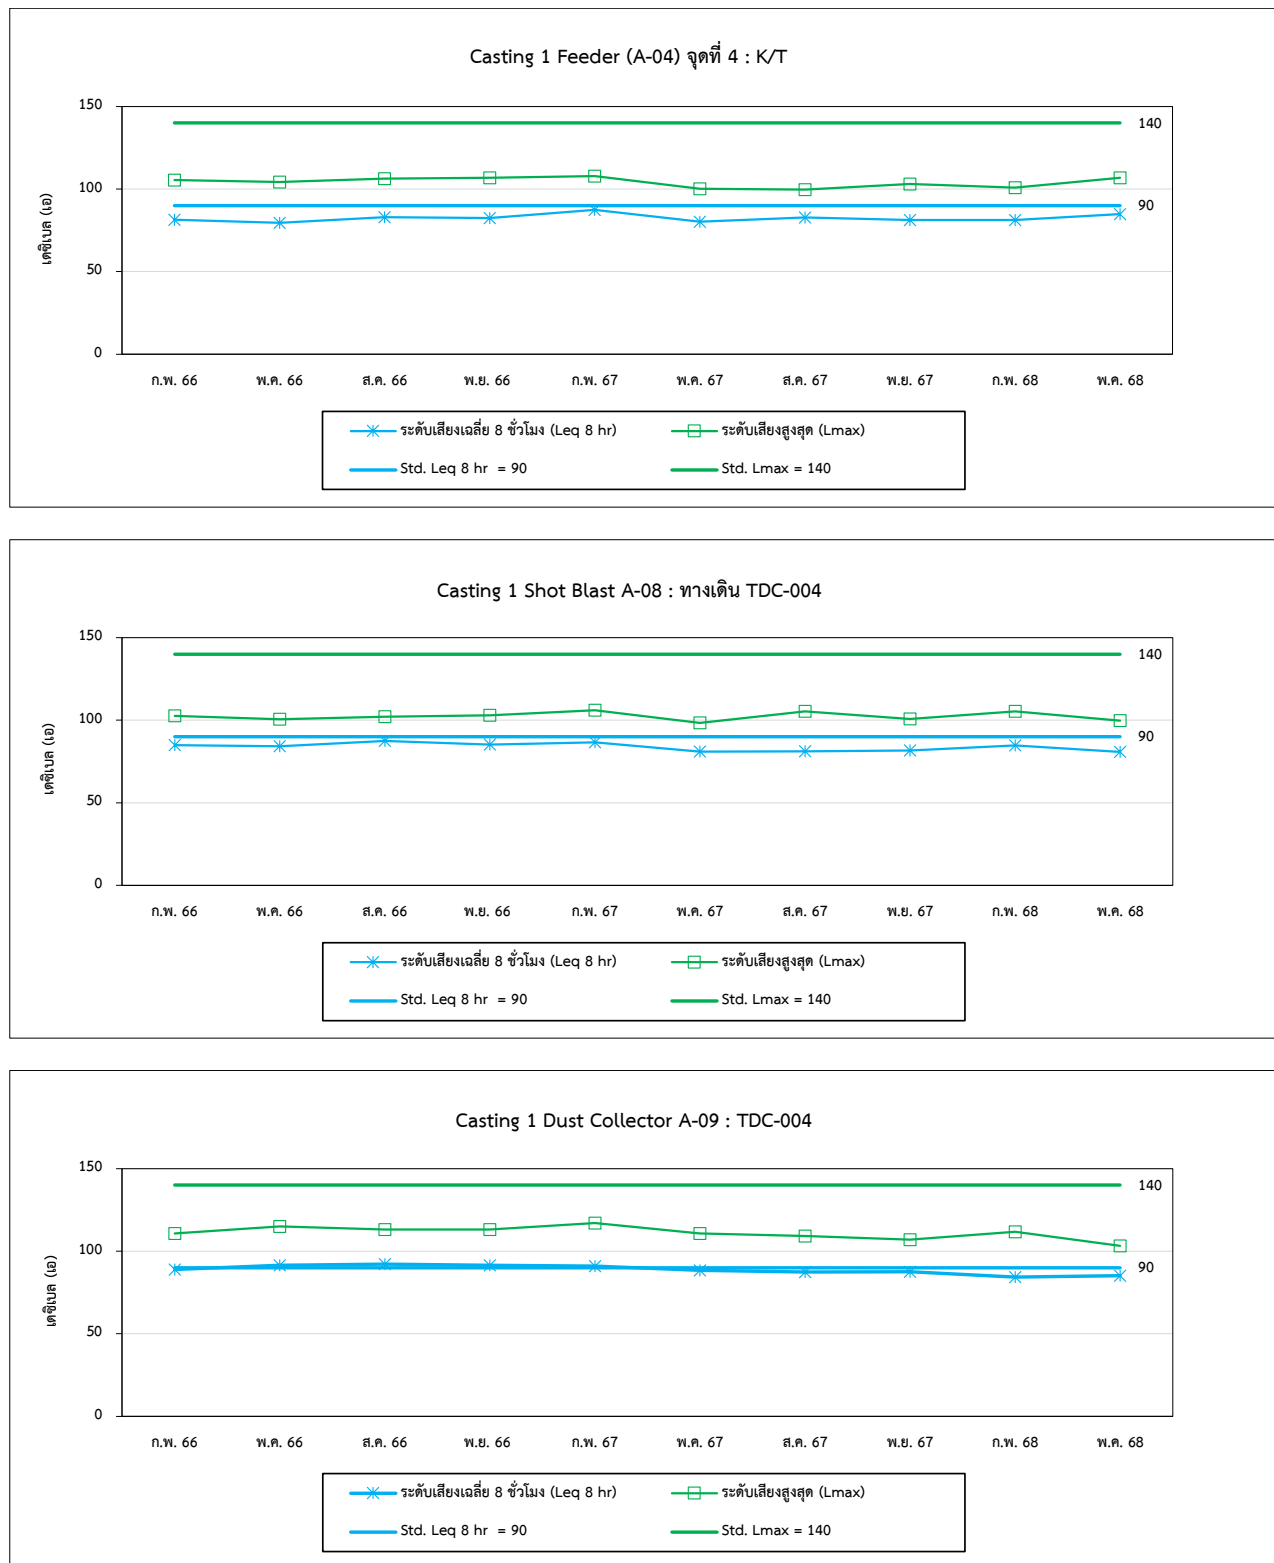 Casting 1 Feeder (A-04) จุดที่ 4 : K/T
150
140
100
90
50
0
เดซิเบล (เอ)
ก.พ. 66 พ.ค. 66 ส.ค. 66 พ.ย. 66 ก.พ. 67 พ.ค. 67 ส.ค. 67 พ.ย. 67 ก.พ. 68 พ.ค. 68
ระดับเสียงเฉลี่ย 8 ชั่วโมง (Leq 8 hr) ระดับเสียงสูงสุด (Lmax)
Std. Leq 8 hr = 90 Std. Lmax = 140
Casting 1 Shot Blast A-08 : ทางเดิน TDC-004
150
140
100
90
50
0
เดซิเบล (เอ)
ก.พ. 66 พ.ค. 66 ส.ค. 66 พ.ย. 66 ก.พ. 67 พ.ค. 67 ส.ค. 67 พ.ย. 67 ก.พ. 68 พ.ค. 68
ระดับเสียงเฉลี่ย 8 ชั่วโมง (Leq 8 hr) ระดับเสียงสูงสุด (Lmax)
Std. Leq 8 hr = 90 Std. Lmax = 140
Casting 1 Dust Collector A-09 : TDC-004
150
140
100
90
50
0
เดซิเบล (เอ)
ก.พ. 66 พ.ค. 66 ส.ค. 66 พ.ย. 66 ก.พ. 67 พ.ค. 67 ส.ค. 67 พ.ย. 67 ก.พ. 68 พ.ค. 68
ระดับเสียงเฉลี่ย 8 ชั่วโมง (Leq 8 hr) ระดับเสียงสูงสุด (Lmax)
Std. Leq 8 hr = 90 Std. Lmax = 140